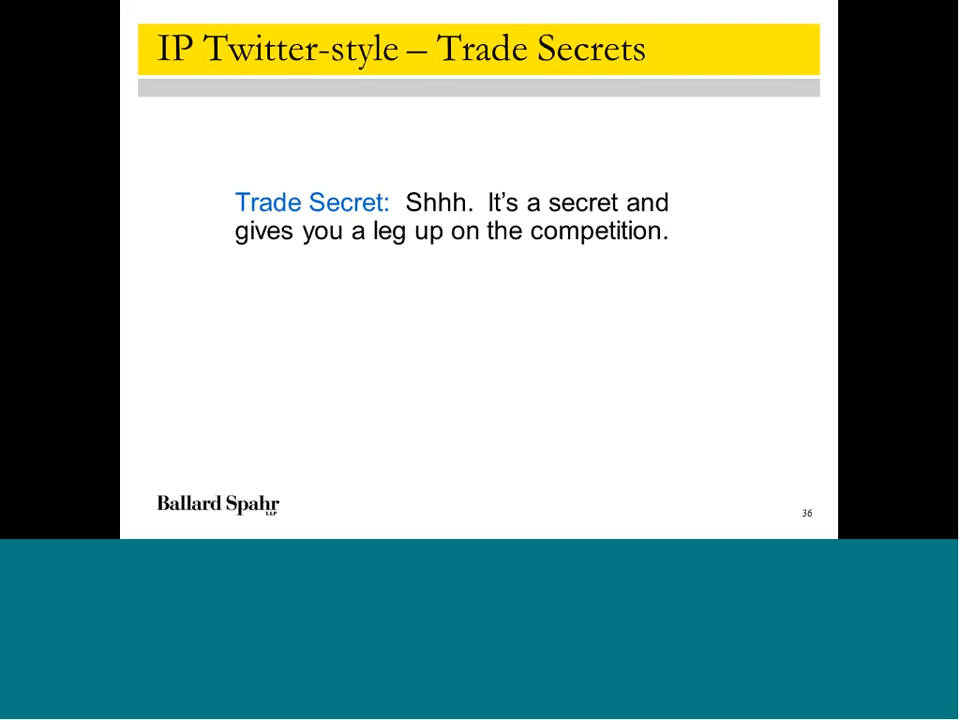 IP Twitter-style – Trade Secrets
Trade Secret:  Shhh.  It’s a secret and
gives you a leg up on the competition.
Ballard Spahr
LLP
36